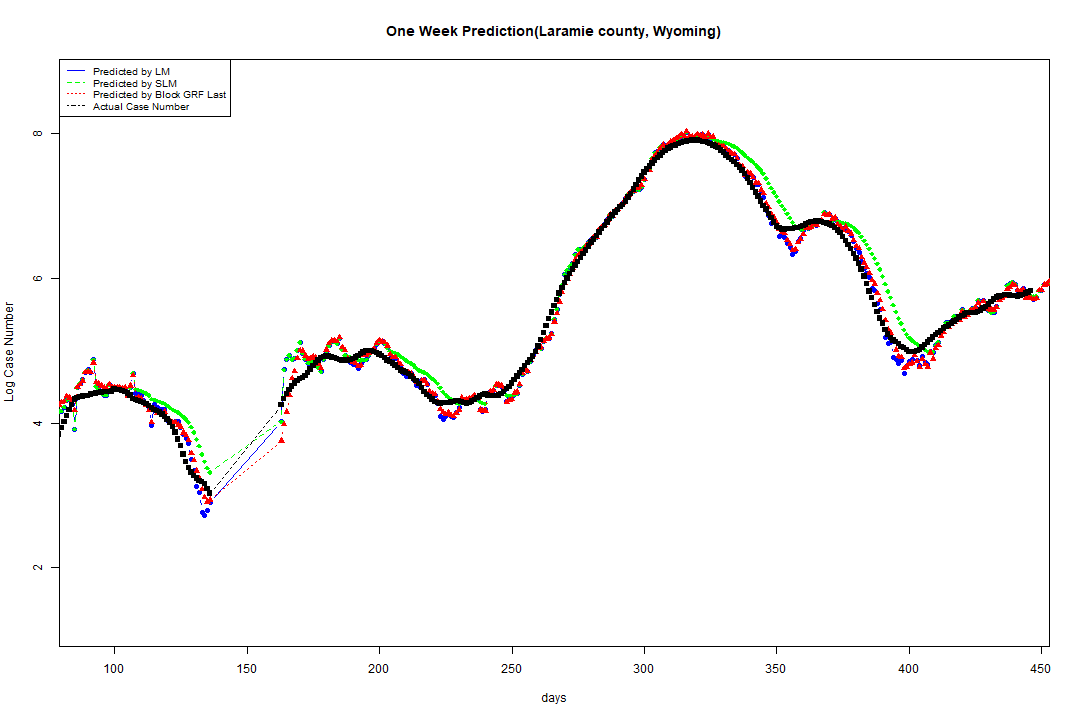 One Week Prediction(Laramie county, Wyoming)
Predicted by LM
Predicted by SLM
Predicted by Block GRF Last
Actual Case Number
8
6
4
2
Log Case Number
100 150 200 250 300 350 400 450
days